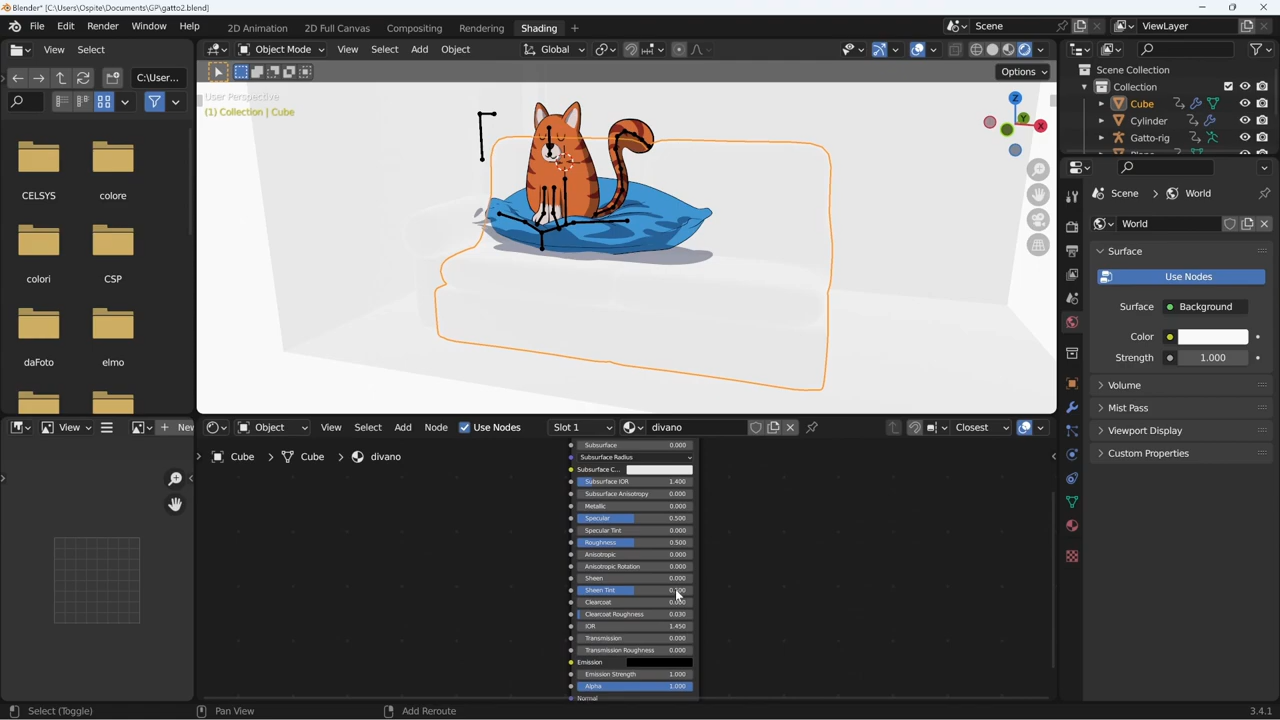 Blender* [C:\Users\Ospite\Documents\GP\gatto2.blend]
File Edit Render Window Help 2D Animation 2D Full Canvas Compositing Rendering Shading Scene ViewLayer
View Select Object Mode View Select Add Object Global
C:\User... Options Scene Collection
Collection
User Perspective
(1) Collection | Cube
Cube
Cylinder
Gatto-rig
Z
Y
X
CELSYS colore
Scene World
World
Surface
Use Nodes
colori CSP
Surface Background
Color
Strength 1.000
daFoto elmo
Volume
Mist Pass
View New Object View Select Add Node Use Nodes Slot 1 divano Closest
Viewport Display
Custom Properties
Cube Cube divano
Subsurface 0.000
Subsurface Radius
Subsurface C...
Subsurface IOR 1.400
Subsurface Anisotropy 0.000
Metallic 0.000
Specular 0.500
Specular Tint 0.000
Roughness 0.500
Anisotropic 0.000
Anisotropic Rotation 0.000
Sheen 0.000
Sheen Tint
Clearcoat 0.000
Clearcoat Roughness 0.030
IOR 1.450
Transmission 0.000
Transmission Roughness 0.000
Emission
Emission Strength 1.000
Alpha 1.000
Normal
Select (Toggle) Pan View Add Reroute 3.4.1